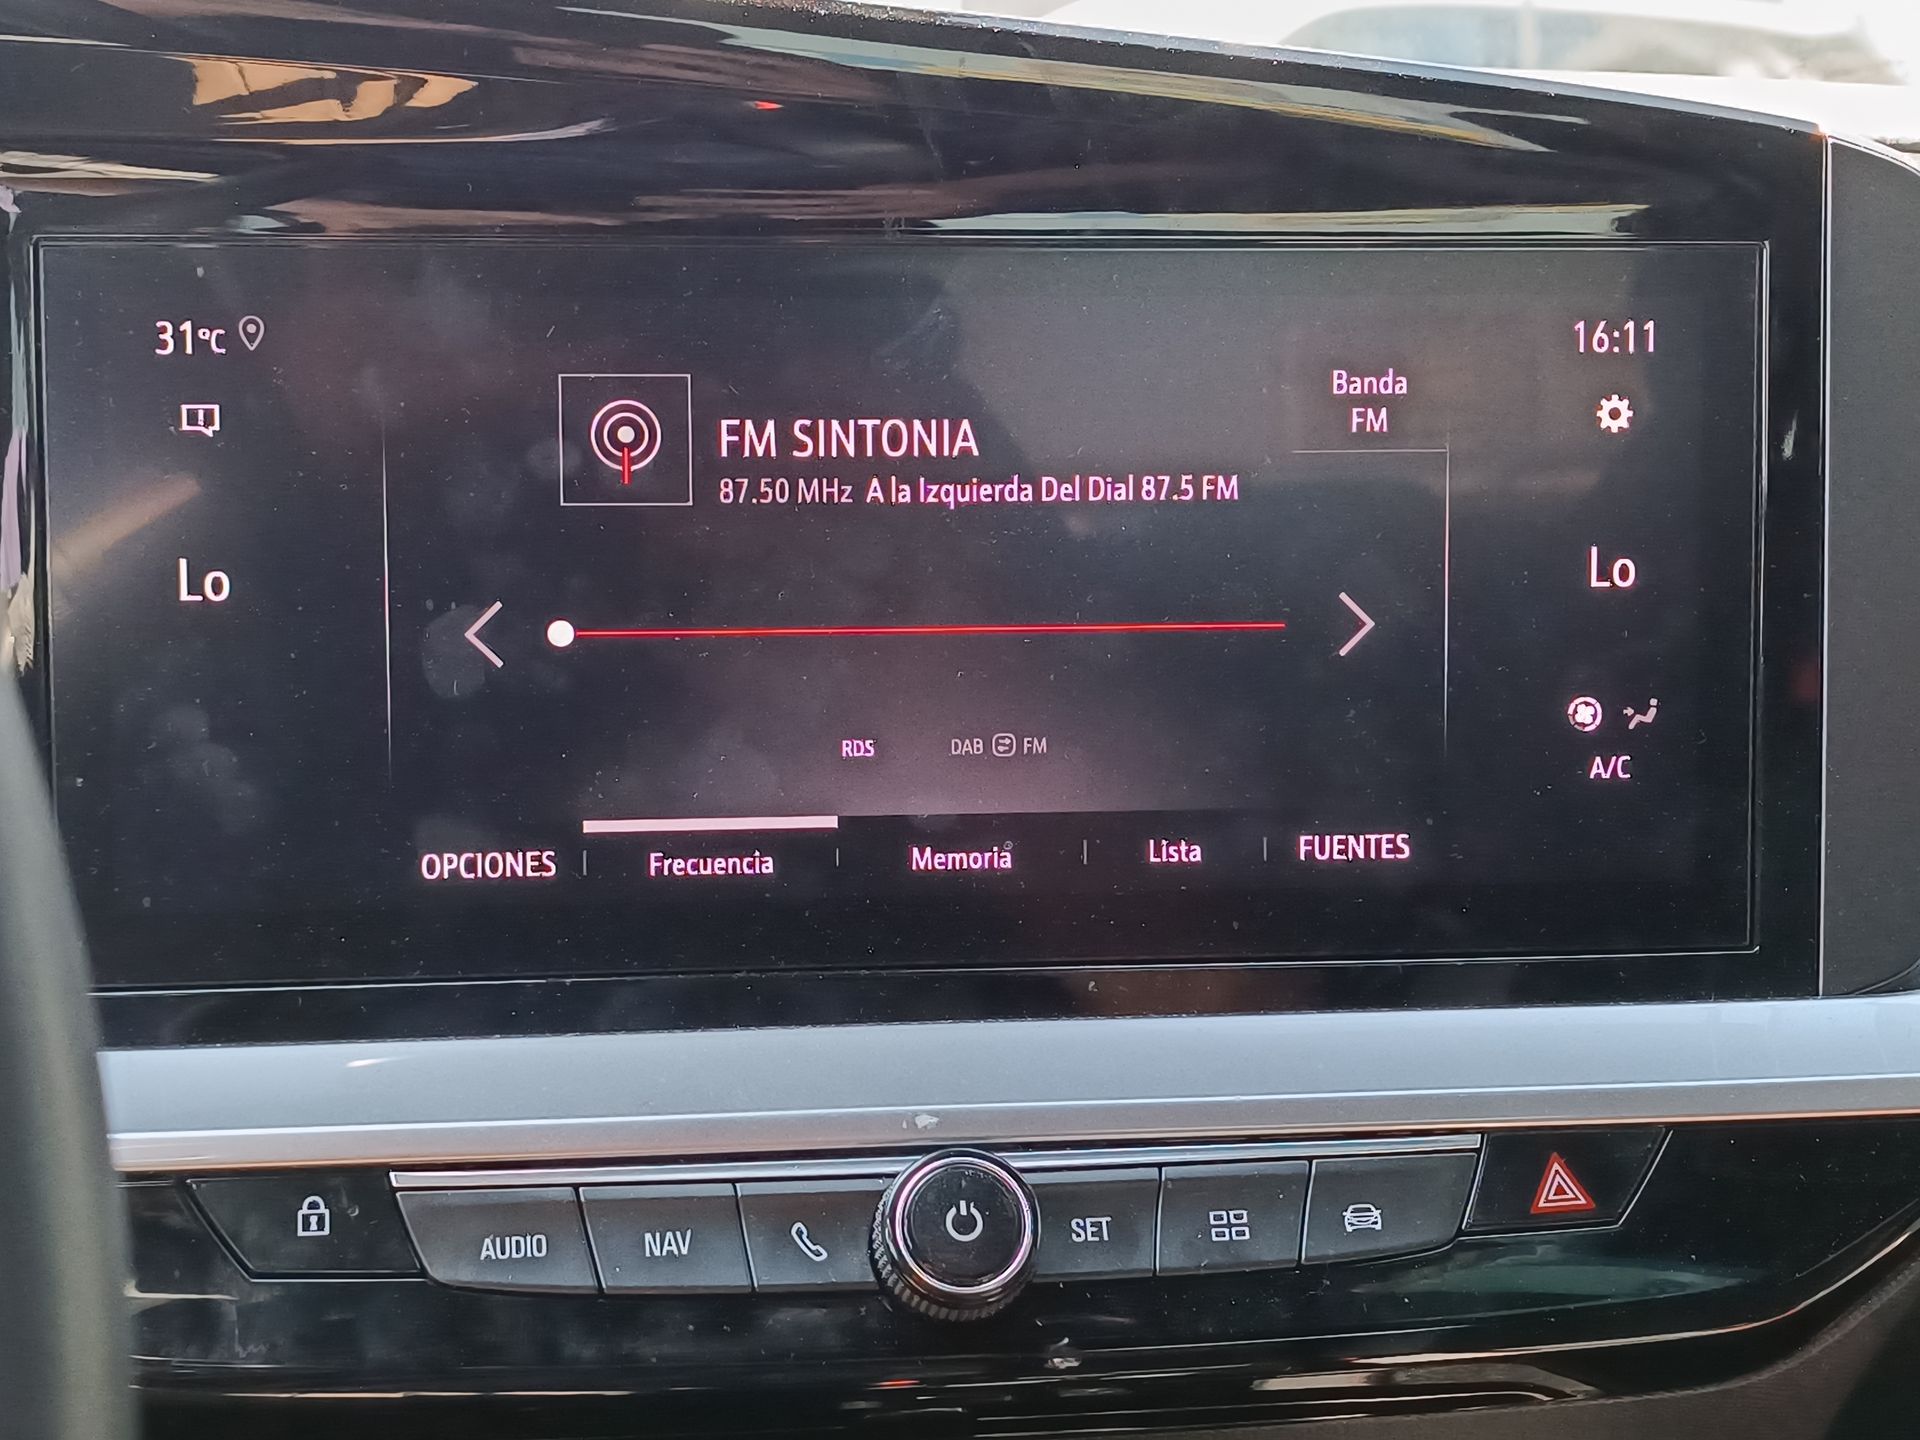 31°C
16:11
Banda
FM
FM SINTONIA
87.50 MHz A la Izquierda Del Dial 87.5 FM
Lo
Lo
RDS
DAB FM
A/C
OPCIONES
Frecuencia
Memoria
Lista
FUENTES
AUDIO
NAV
SET